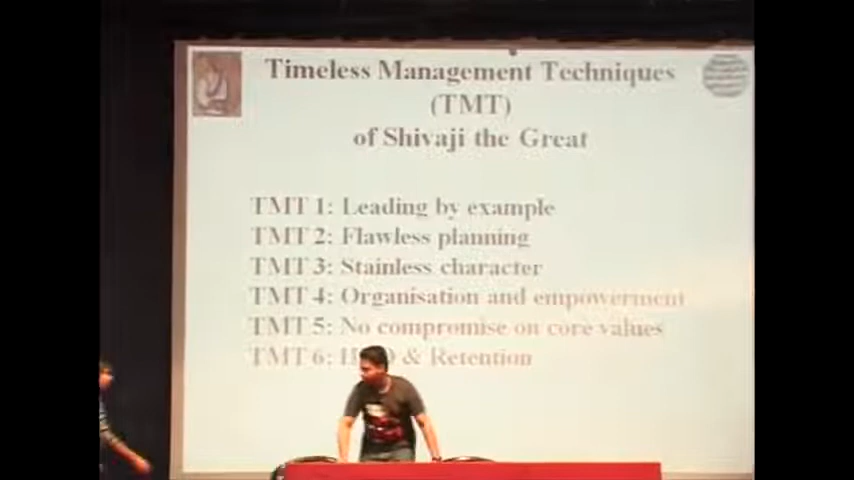 Timeless Management Techniques
(TMT)
of Shivaji the Great
TMT 1: Leading by example
TMT 2: Flawless planning
TMT 3: Stainless character
TMT 4: Organisation and empowerment
TMT 5: No compromise on core values
TMT 6: & Retention